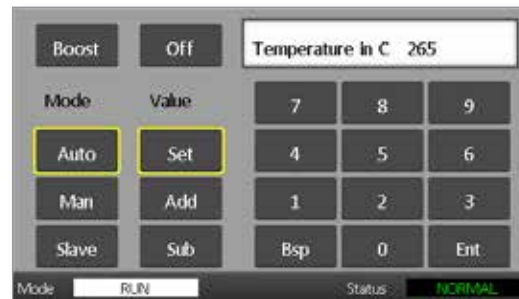 Boost Off Temperature in C 265
Mode Value 7 8 9
Auto Set 4 5 6
Man Add 1 2 3
Slave Sub Bsp 0 Ent
Mode RUN Status NORMAL